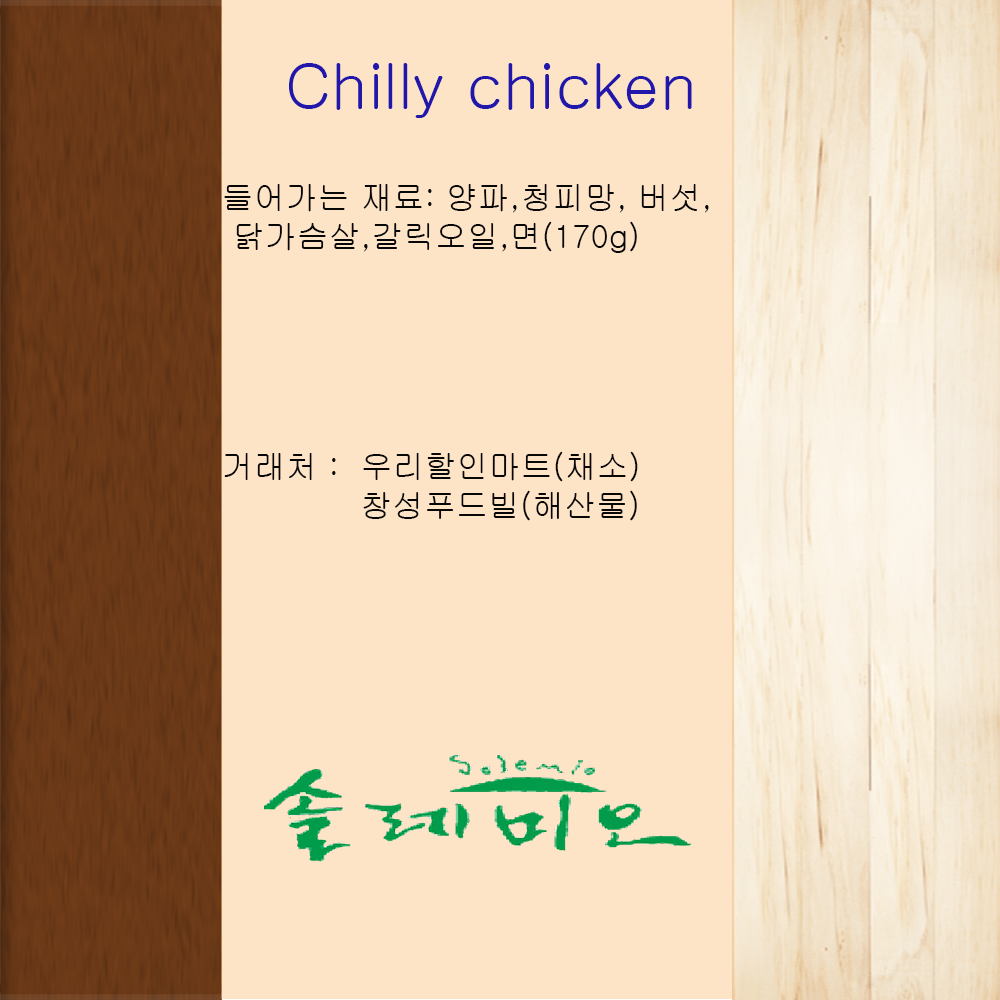 Chilly chicken
들어가는 재료: 양파,청피망, 버섯,
닭가슴살,갈릭오일,면(170g)
거래처 : 우리할인마트(채소)
창성푸드빌(해산물)
Solemio
솔레미오